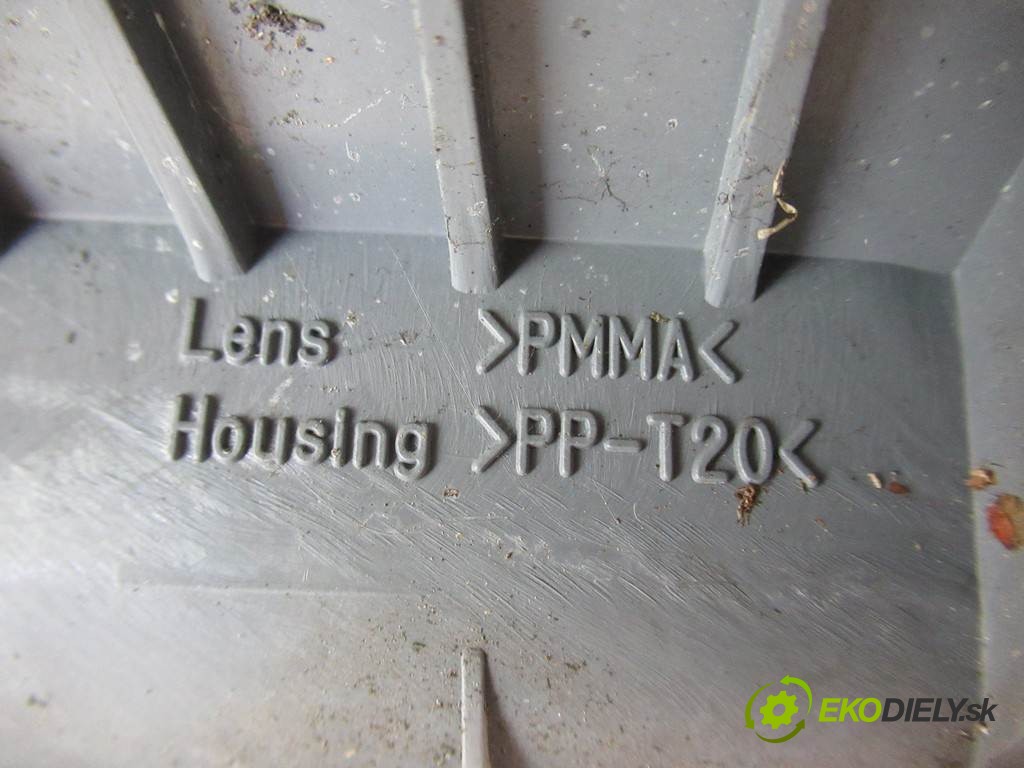 Lens >PMMA<
Housing >PP-T20<
EKODIELY.sk